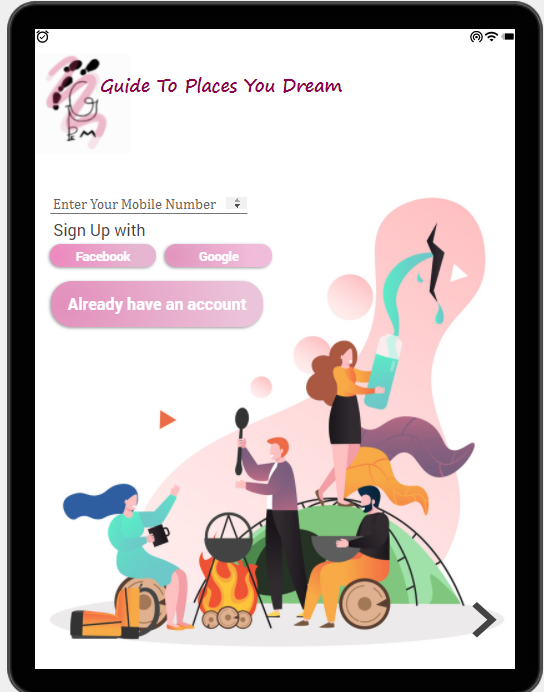 Guide To Places You Dream
Enter Your Mobile Number
Sign Up with
Facebook Google
Already have an account